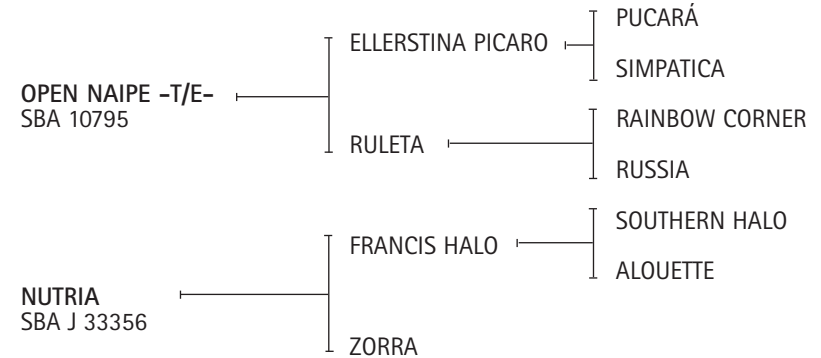 PUCARÁ
ELLERSTINA PICARO
SIMPATICA
OPEN NAIPE -T/E-
SBA 10795
RAINBOW CORNER
RULETA
RUSSIA
SOUTHERN HALO
FRANCIS HALO
ALOUETTE
NUTRIA
SBA J 33356
ZORRA